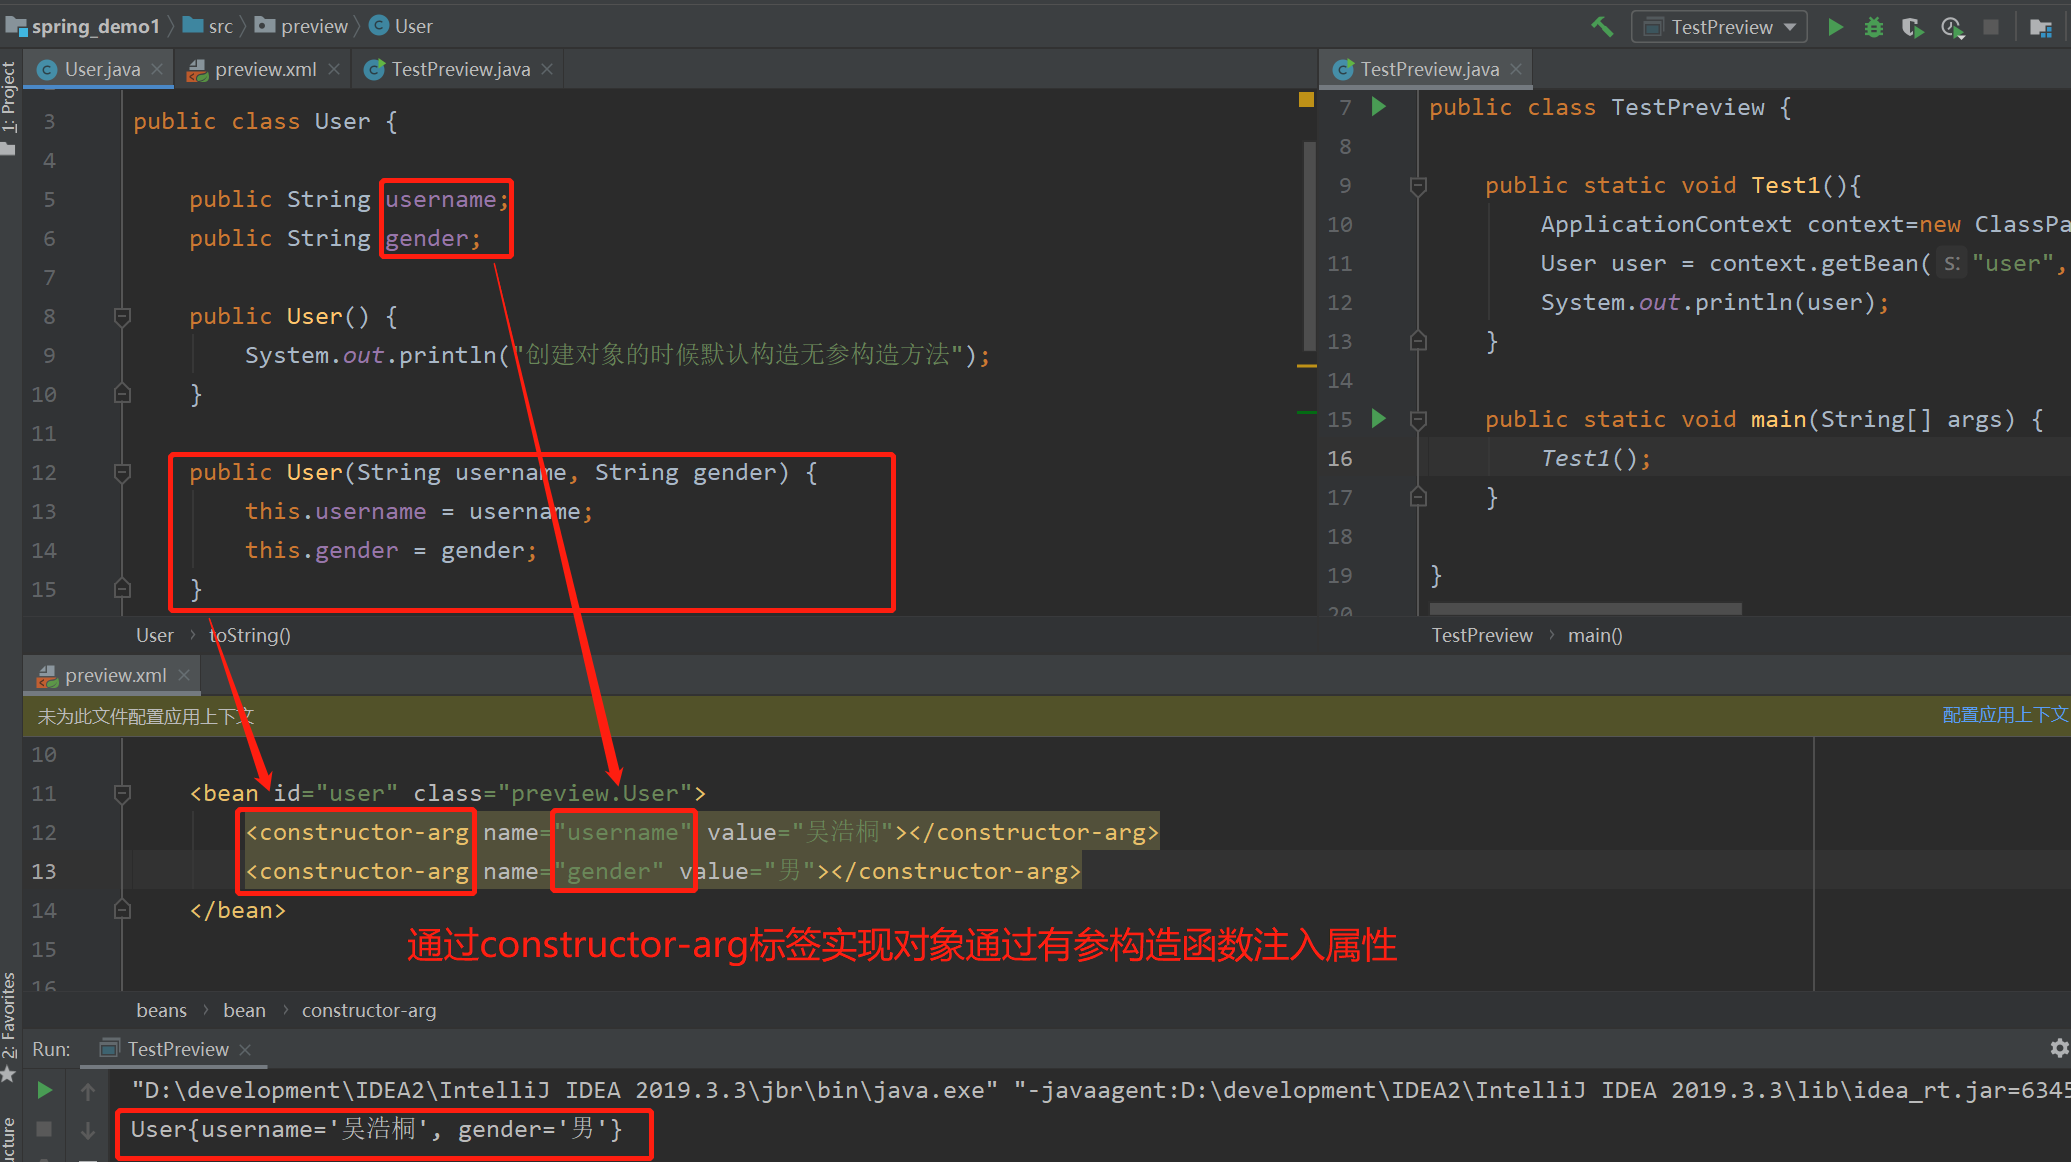 spring_demo1 src preview User TestPreview
1: Project
User.java preview.xml TestPreview.java
3 public class User {
4
5 public String username;
6 public String gender;
7
8 public User() {
9 System.out.println("创建对象的时候默认构造无参构造方法");
10 }
11
12 public User(String username, String gender) {
13 this.username = username;
14 this.gender = gender;
15 }
User › toString()
TestPreview.java
7 public class TestPreview {
8
9 public static void Test1(){
10 ApplicationContext context=new ClassPa
11 User user = context.getBean( s: "user",
12 System.out.println(user);
13 }
14
15 public static void main(String[] args) {
16 Test1();
17 }
18
19 }
20
TestPreview › main()
preview.xml
未为此文件配置应用上下文 配置应用上下文
10
11 <bean id="user" class="preview.User">
12 <constructor-arg name="username" value="吴浩桐"></constructor-arg>
13 <constructor-arg name="gender" value="男"></constructor-arg>
14 </bean>
通过constructor-arg标签实现对象通过有参构造函数注入属性
15
16
beans › bean › constructor-arg
2: Favorites
Run: TestPreview
"D:\development\IDEA2\IntelliJ IDEA 2019.3.3\jbr\bin\java.exe" "-javaagent:D:\development\IDEA2\IntelliJ IDEA 2019.3.3\lib\idea_rt.jar=6345
User{username='吴浩桐', gender='男'}
ucture